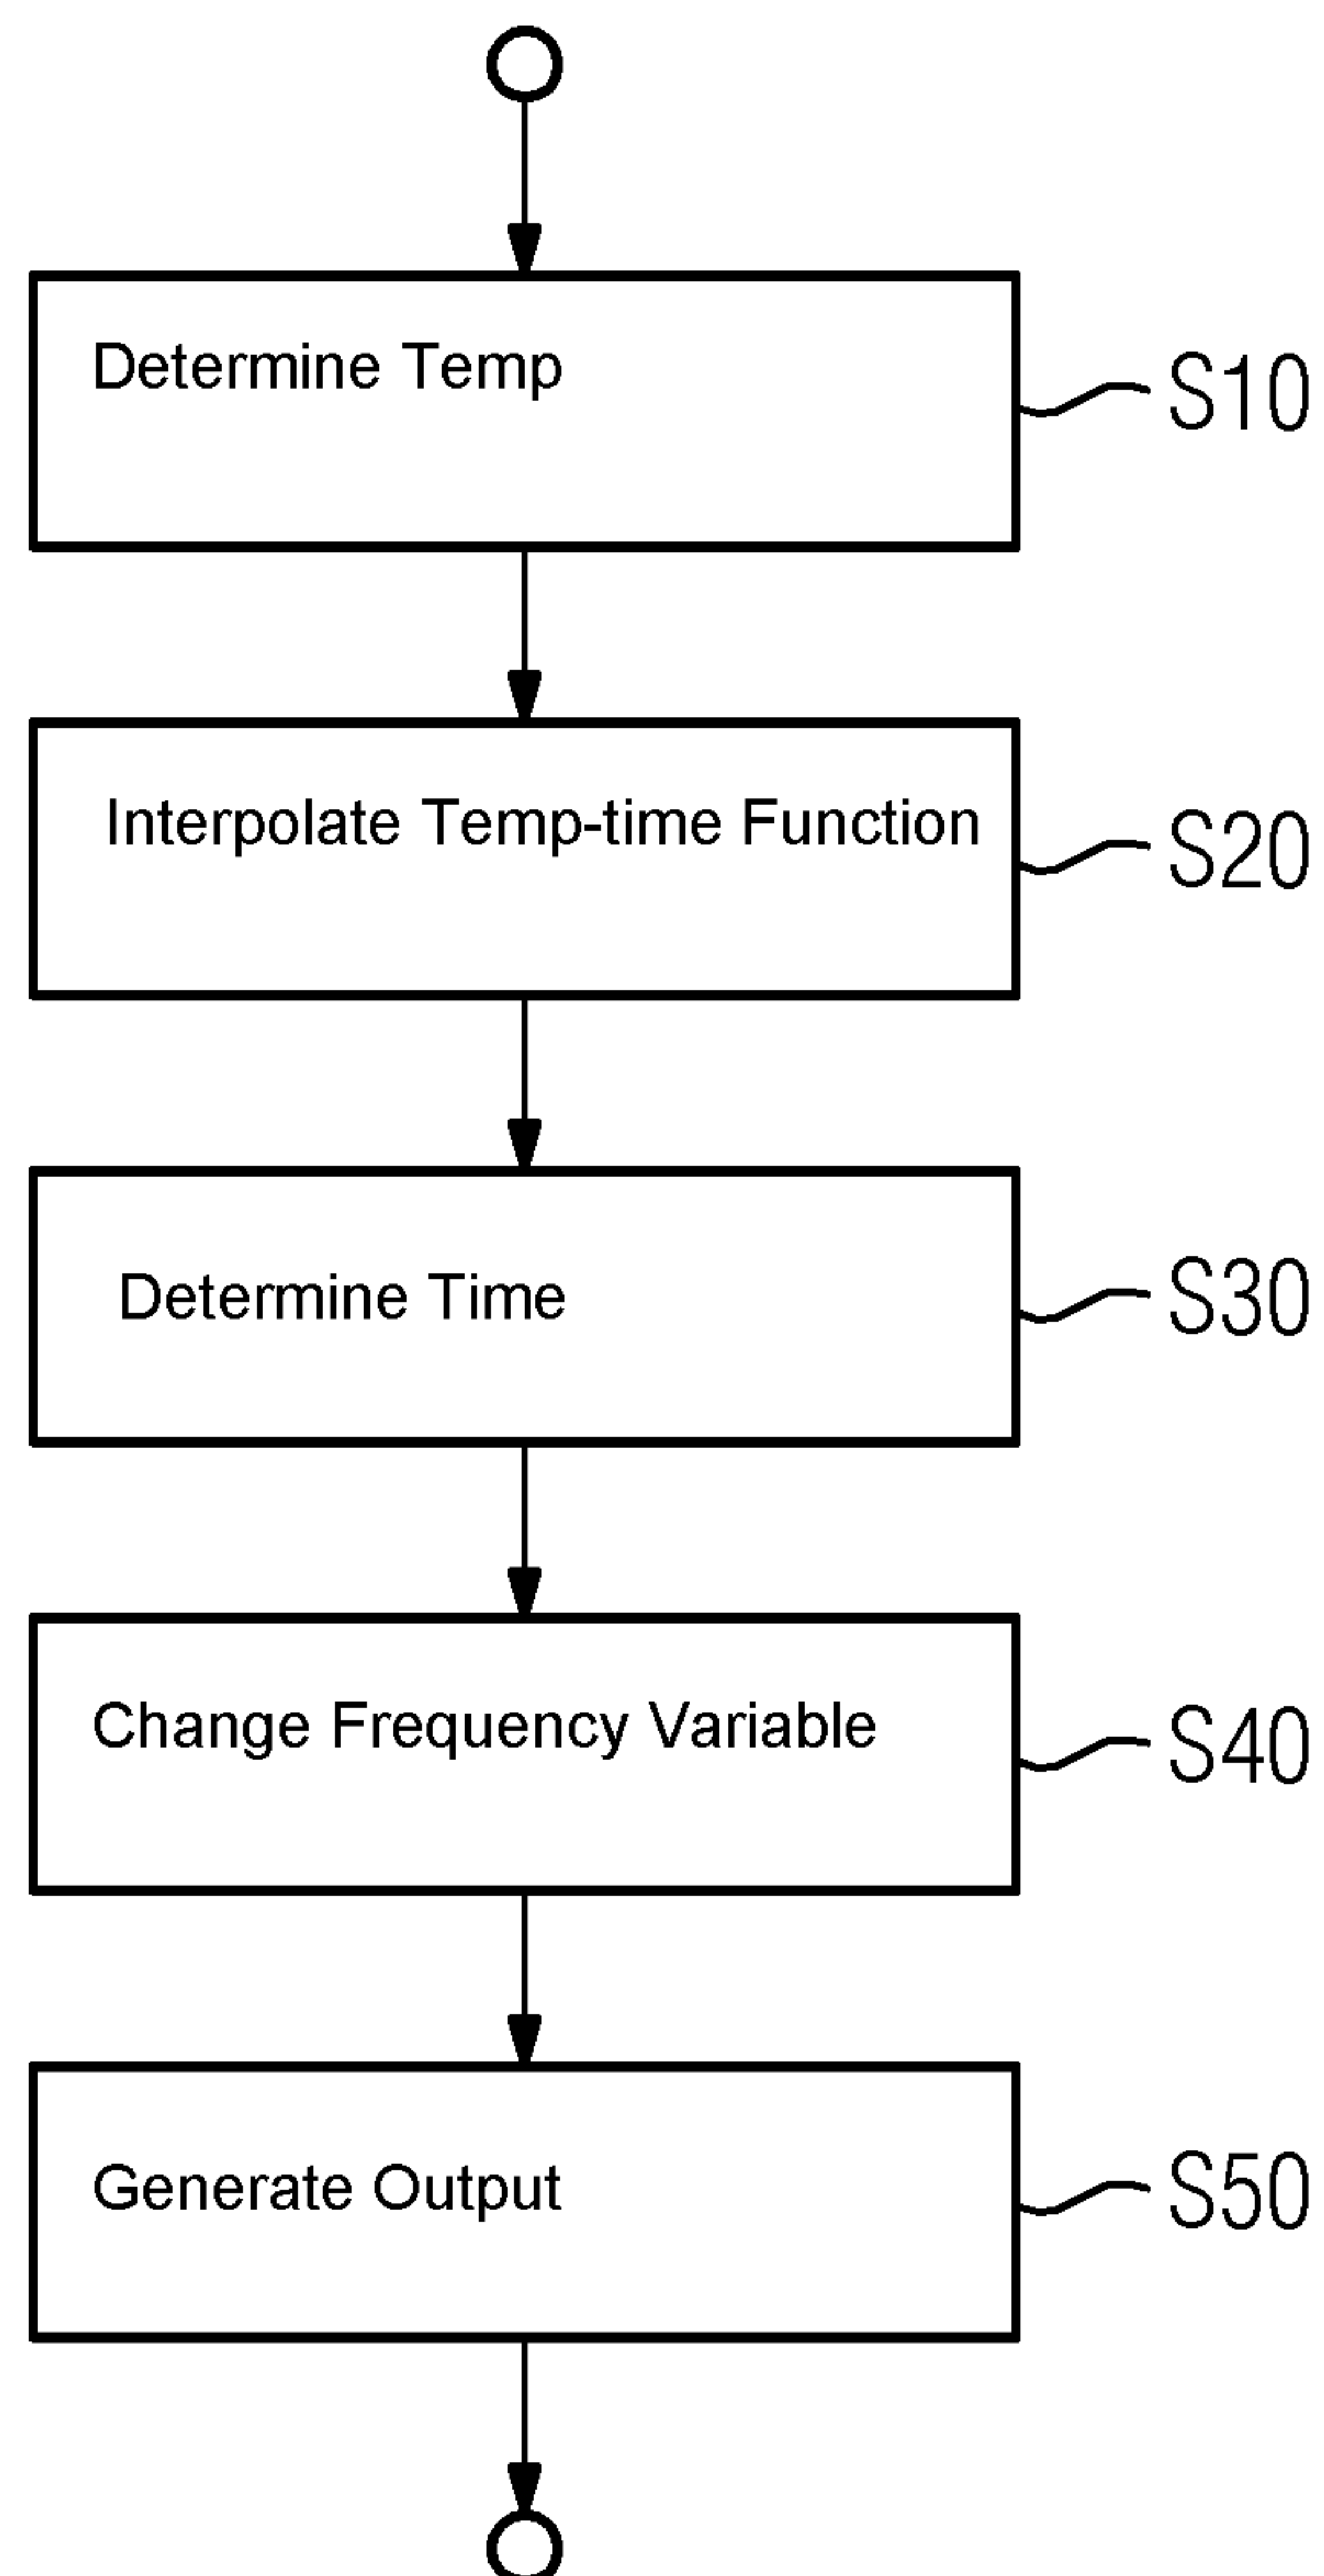 Determine Temp
S10
Interpolate Temp-time Function
S20
Determine Time
S30
Change Frequency Variable
S40
Generate Output
S50